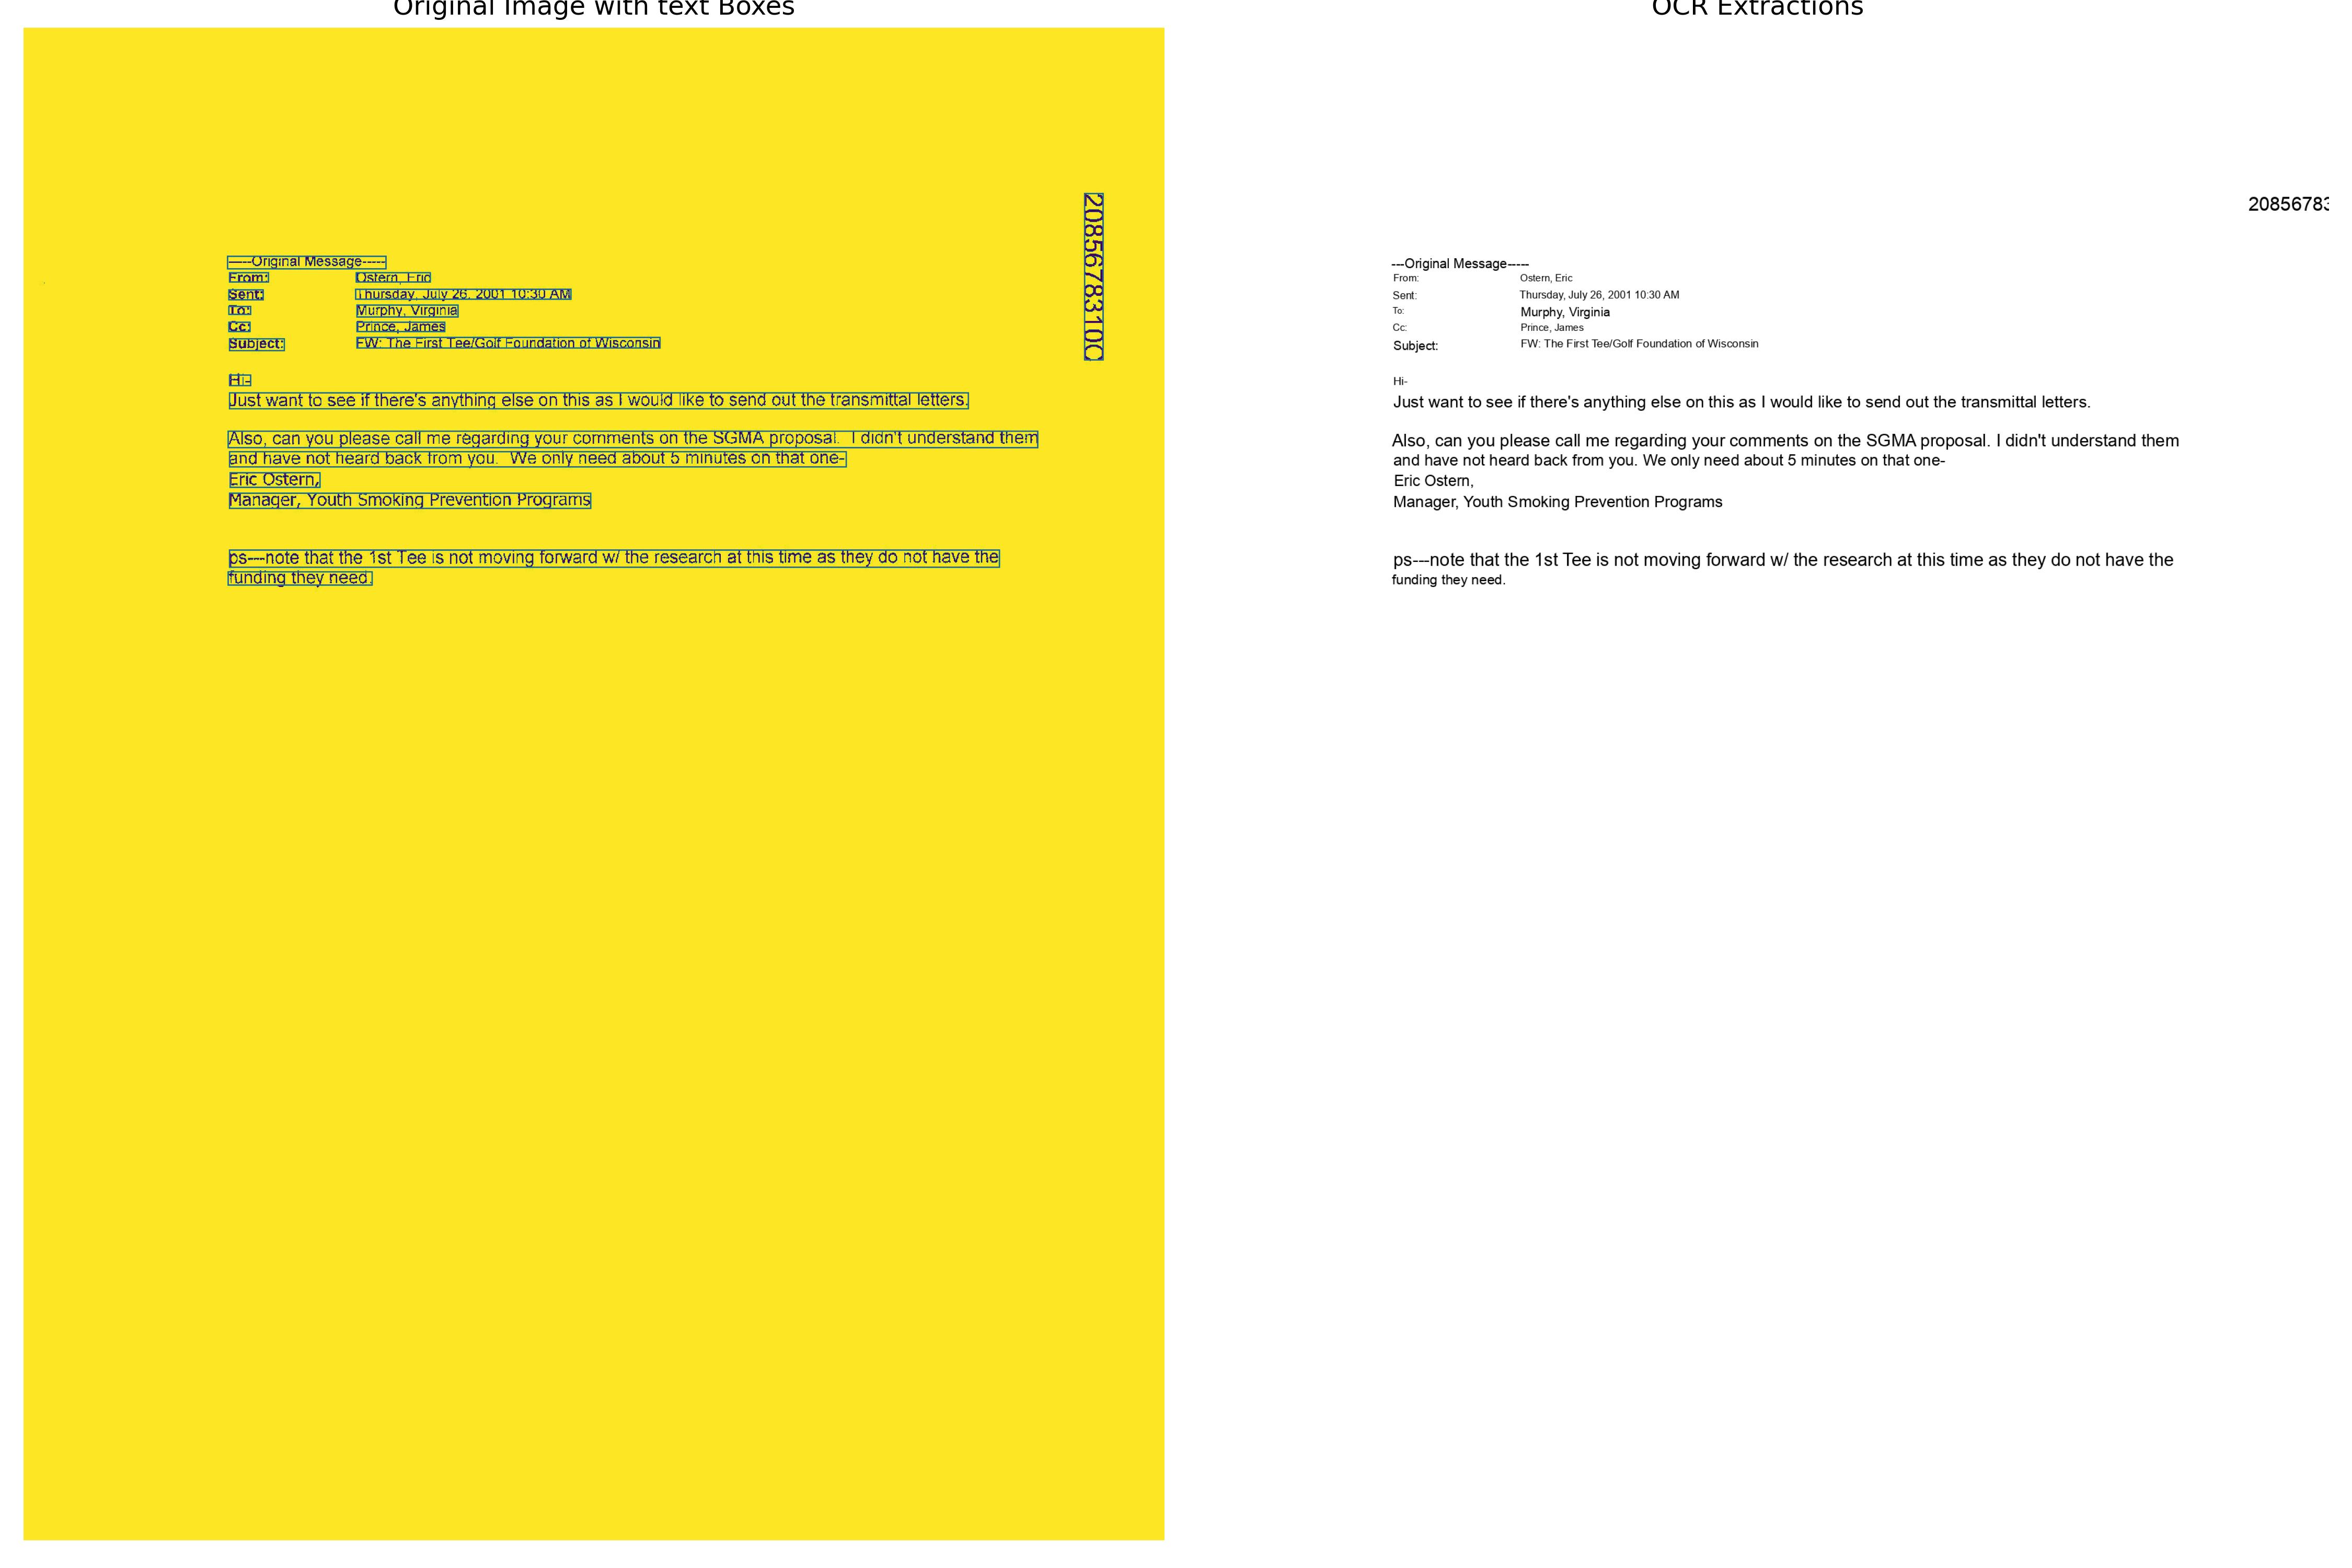 Original Image with text Boxes
2085678310C
-----Original Message-----
From: Ostern, Eric
Sent: Thursday, July 26, 2001 10:30 AM
To: Murphy, Virginia
Cc: Prince, James
Subject: FW: The First Tee/Golf Foundation of Wisconsin
Hi-
Just want to see if there's anything else on this as I would like to send out the transmittal letters.
Also, can you please call me regarding your comments on the SGMA proposal.  I didn't understand them
and have not heard back from you.  We only need about 5 minutes on that one-
Eric Ostern,
Manager, Youth Smoking Prevention Programs
ps---note that the 1st Tee is not moving forward w/ the research at this time as they do not have the
funding they need.
OCR Extractions
20856783
---Original Message-----
From: Ostern, Eric
Sent: Thursday, July 26, 2001 10:30 AM
To: Murphy, Virginia
Cc: Prince, James
Subject: FW: The First Tee/Golf Foundation of Wisconsin
Hi-
Just want to see if there's anything else on this as I would like to send out the transmittal letters.
Also, can you please call me regarding your comments on the SGMA proposal. I didn't understand them
and have not heard back from you. We only need about 5 minutes on that one-
Eric Ostern,
Manager, Youth Smoking Prevention Programs
ps---note that the 1st Tee is not moving forward w/ the research at this time as they do not have the
funding they need.